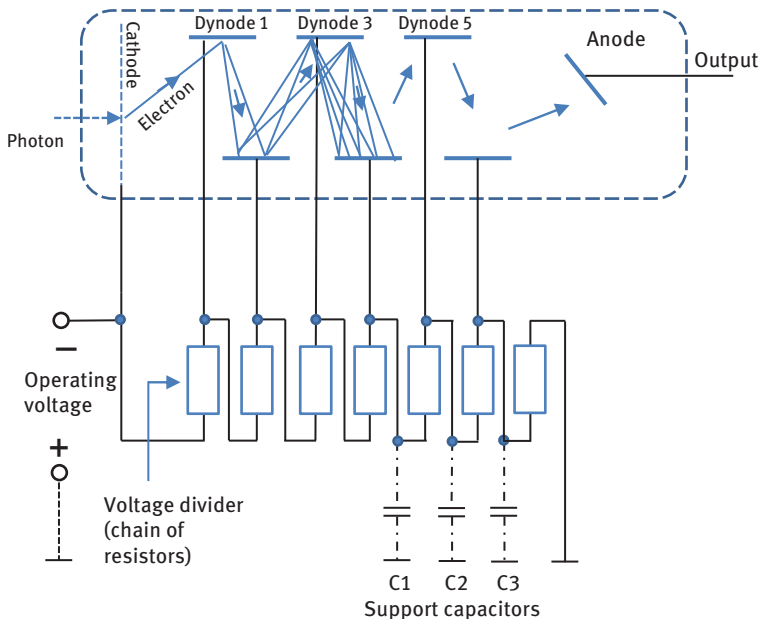 Dynode 1
Dynode 3
Dynode 5
Cathode
Anode
Output
Electron
Photon
−
Operating
voltage
+
Voltage divider
(chain of
resistors)
C1
C2
C3
Support capacitors